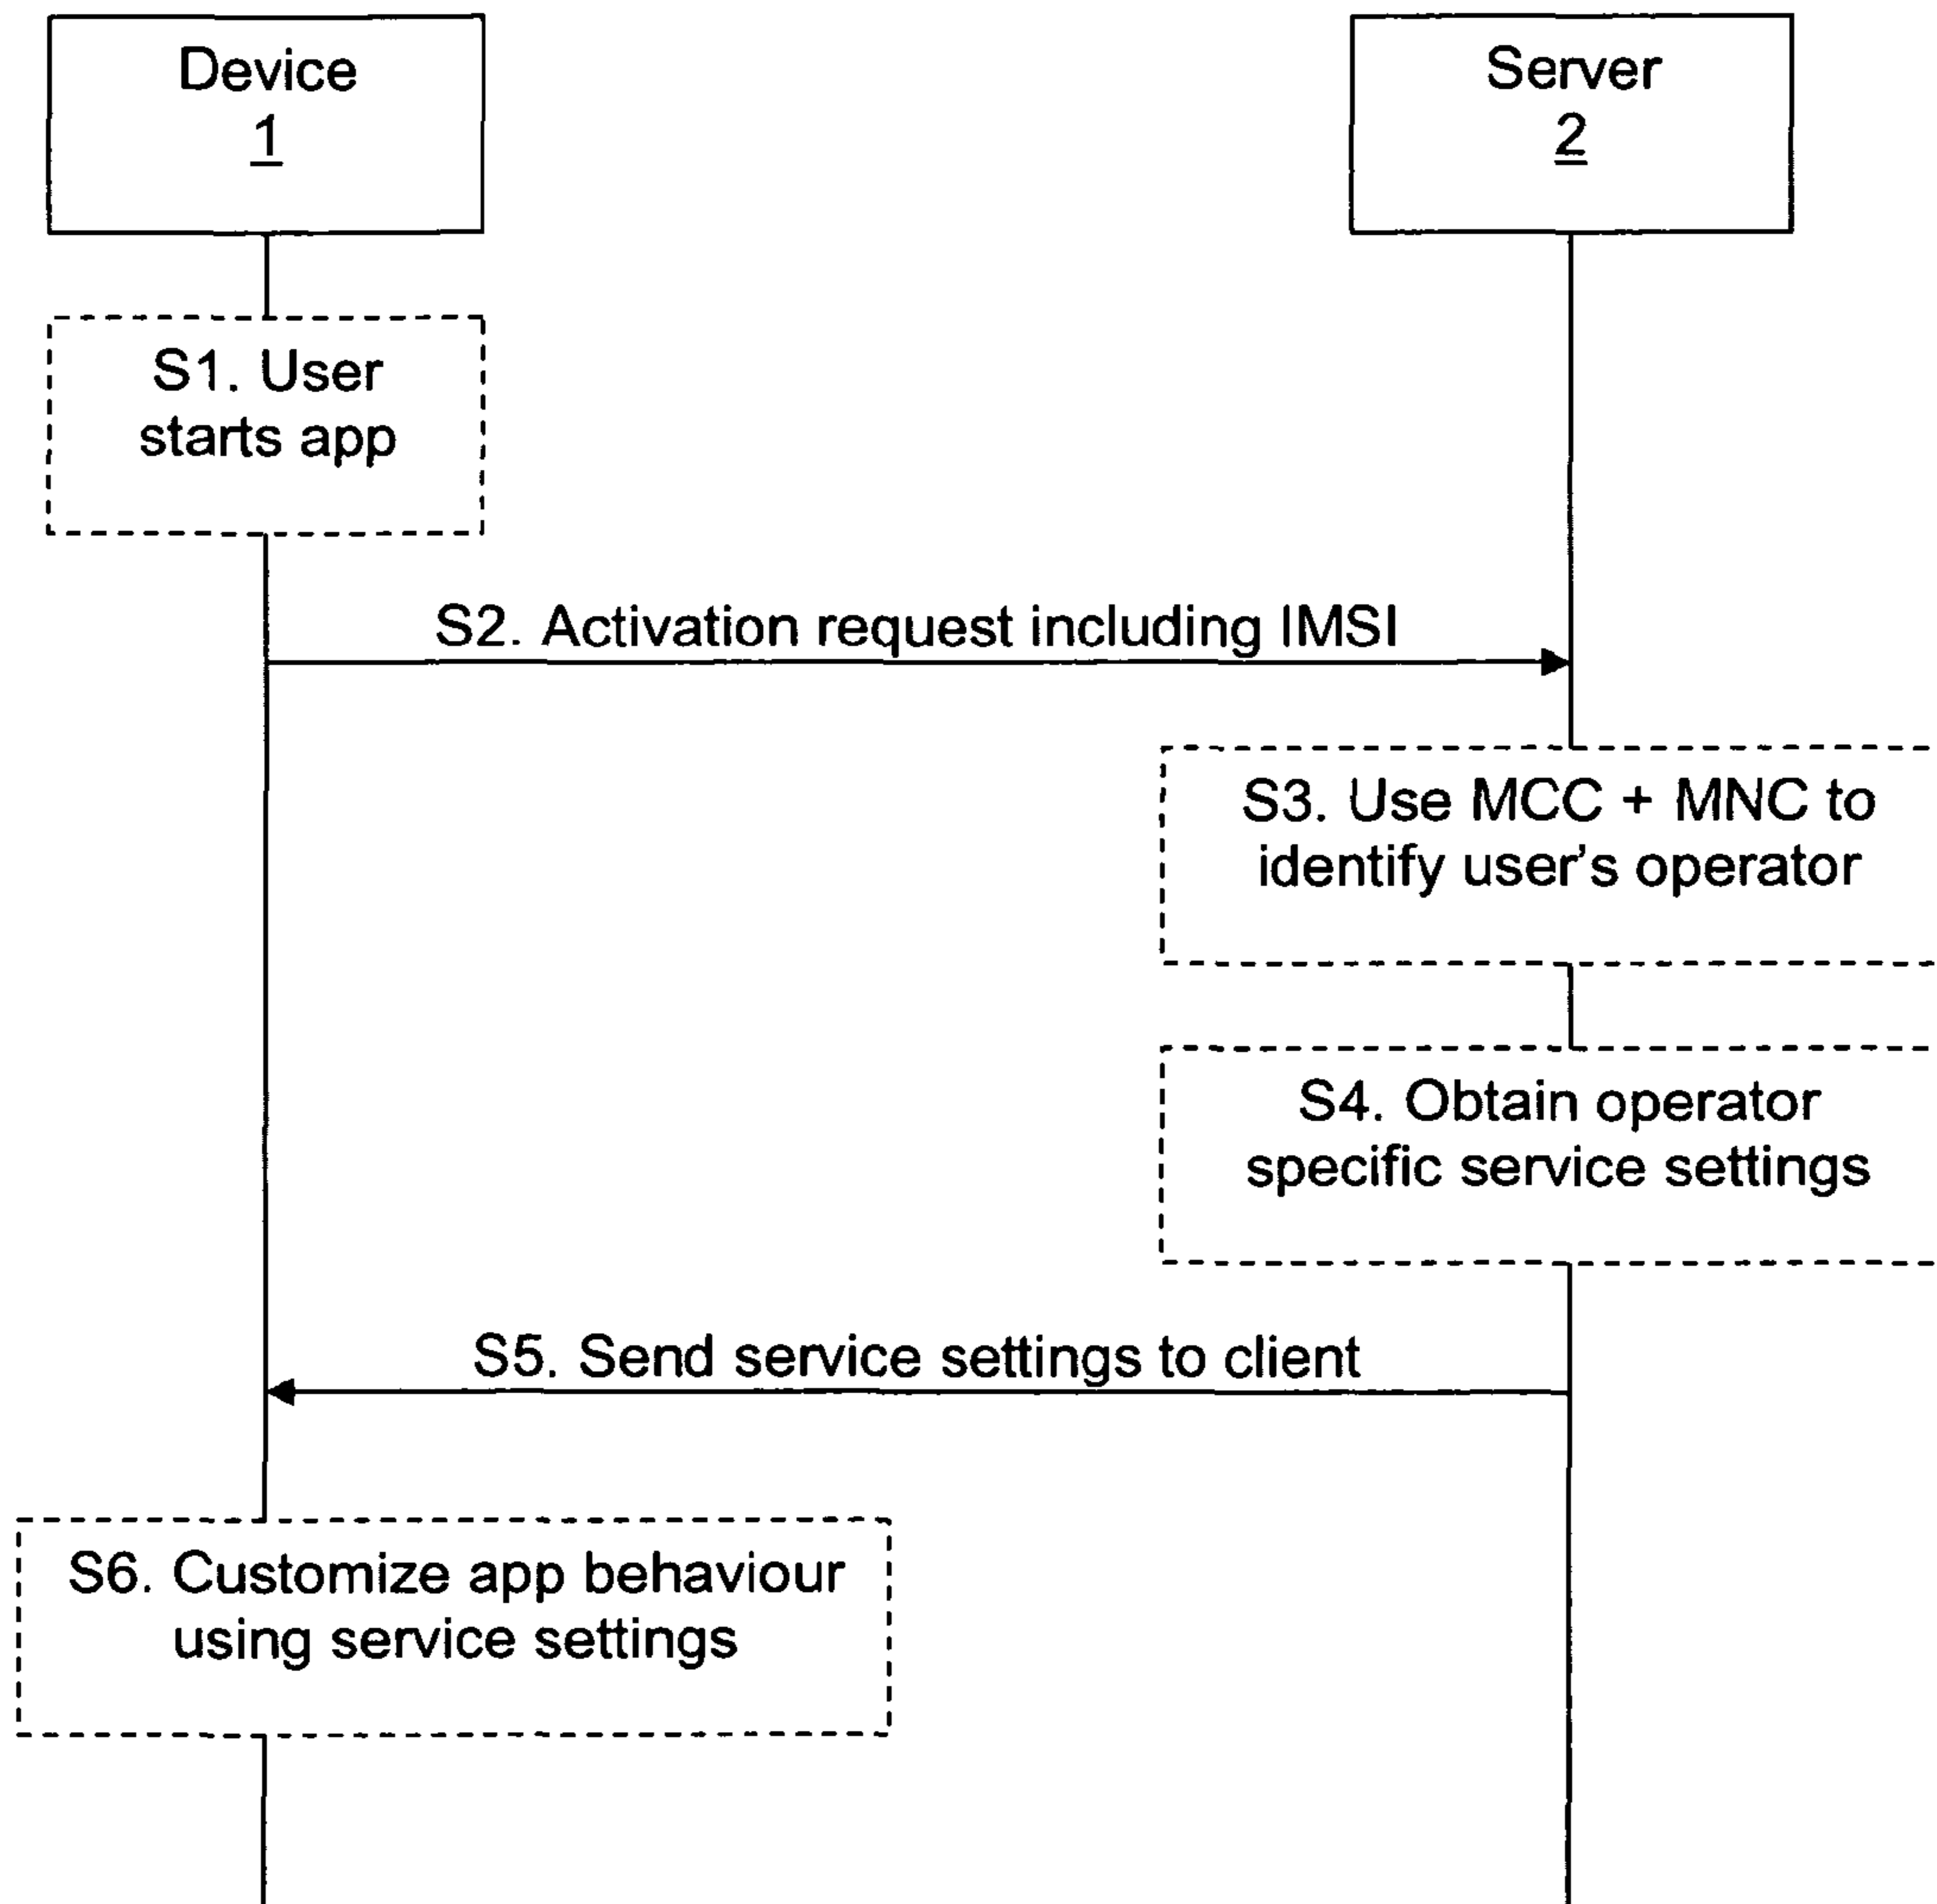 Device
1
Server
2
S1. User
starts app
S2. Activation request including IMSI
S3. Use MCC + MNC to
identify user's operator
S4. Obtain operator
specific service settings
S5. Send service settings to client
S6. Customize app behaviour
using service settings